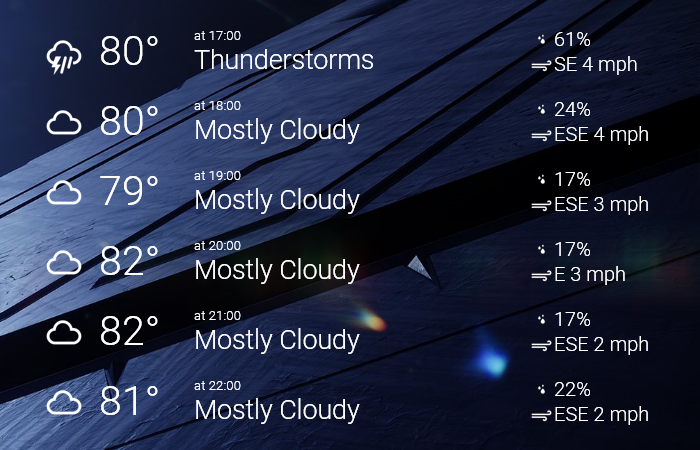 80°
at 17:00
Thunderstorms
61%
SE 4 mph
80°
at 18:00
Mostly Cloudy
24%
ESE 4 mph
79°
at 19:00
Mostly Cloudy
17%
ESE 3 mph
82°
at 20:00
Mostly Cloudy
17%
E 3 mph
82°
at 21:00
Mostly Cloudy
17%
ESE 2 mph
81°
at 22:00
Mostly Cloudy
22%
ESE 2 mph